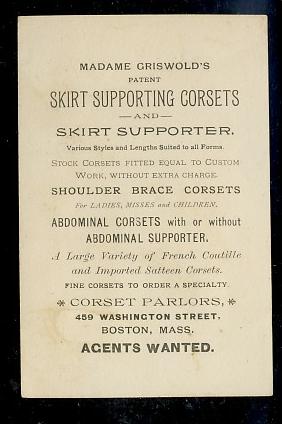 MADAME GRISWOLD'S
PATENT
SKIRT SUPPORTING CORSETS
—AND—
SKIRT SUPPORTER.
Various Styles and Lengths Suited to all Forms.
STOCK CORSETS FITTED EQUAL TO CUSTOM
WORK, WITHOUT EXTRA CHARGE.
SHOULDER BRACE CORSETS
For LADIES, MISSES and CHILDREN.
ABDOMINAL CORSETS with or without
ABDOMINAL SUPPORTER.
A Large Variety of French Coutille
and Imported Satteen Corsets.
FINE CORSETS TO ORDER A SPECIALTY.
* CORSET PARLORS, *
459 WASHINGTON STREET,
BOSTON, MASS.
AGENTS WANTED.